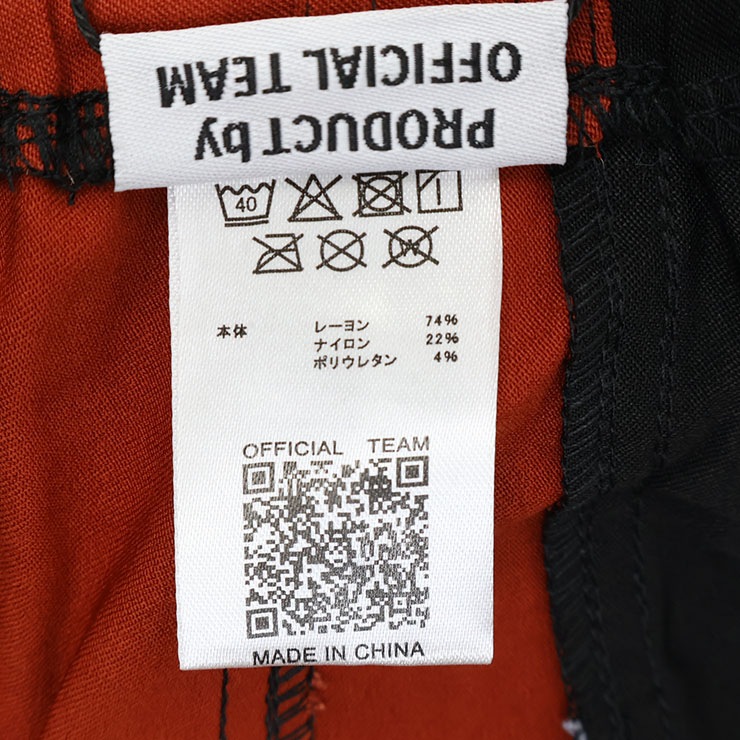 PRODUCT by
OFFICIAL TEAM
40
W
本体 レーヨン 74%
ナイロン 22%
ポリウレタン 4%
OFFICIAL TEAM
MADE IN CHINA